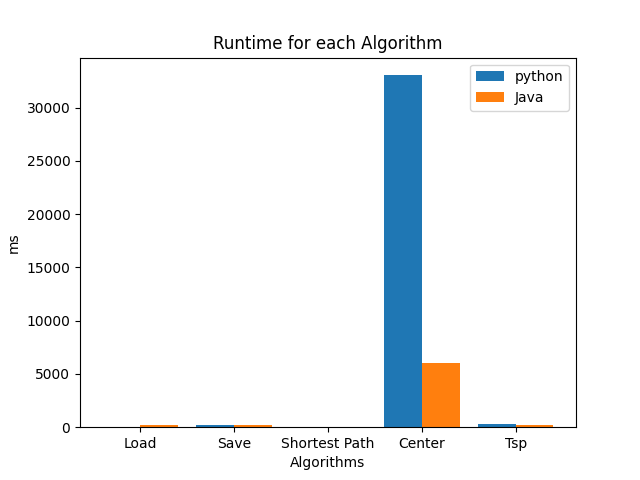 Runtime for each Algorithm
python
Java
ms
30000
25000
20000
15000
10000
5000
0
Load Save Shortest Path Center Tsp
Algorithms